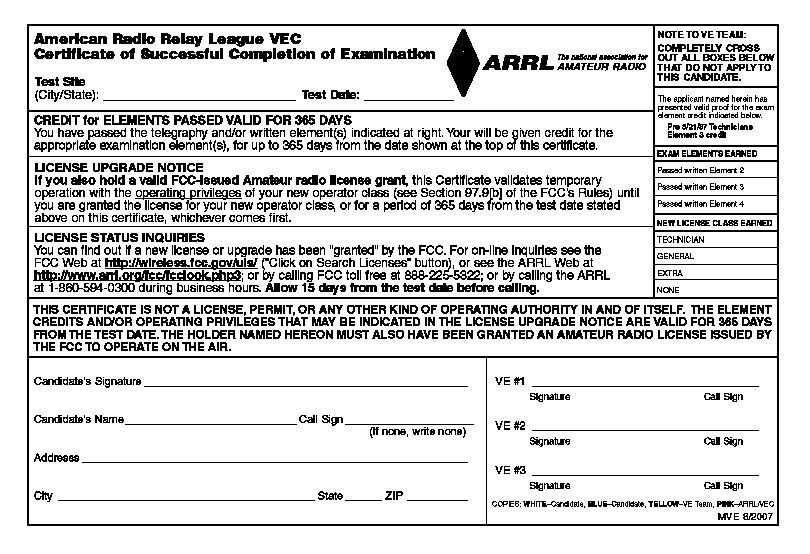 American Radio Relay League VEC
Certificate of Successful Completion of Examination
ARRL The national association for
AMATEUR RADIO
Test Site
(City/State): Test Date:
NOTE TO VE TEAM:
COMPLETELY CROSS
OUT ALL BOXES BELOW
THAT DO NOT APPLY TO
THIS CANDIDATE.
CREDIT for ELEMENTS PASSED VALID FOR 365 DAYS
You have passed the telegraphy and/or written element(s) indicated at right. Your will be given credit for the
appropriate examination element(s), for up to 365 days from the date shown at the top of this certificate.
LICENSE UPGRADE NOTICE
If you also hold a valid FCC-issued Amateur radio license grant, this Certificate validates temporary
operation with the operating privileges of your new operator class (see Section 97.9[b] of the FCC's Rules) until
you are granted the license for your new operator class, or for a period of 365 days from the test date stated
above on this certificate, whichever comes first.
LICENSE STATUS INQUIRIES
You can find out if a new license or upgrade has been "granted" by the FCC. For on-line inquiries see the
FCC Web at http://wireless.fcc.gov/uls/ ("Click on Search Licenses" button), or see the ARRL Web at
http://www.arrl.org/fcc/fcclook.php3; or by calling FCC toll free at 888-225-5322; or by calling the ARRL
at 1-860-594-0300 during business hours. Allow 15 days from the test date before calling.
The applicant named herein has
presented valid proof for the exam
element credit indicated below.
Pre 3/21/87 Technicians
Element 3 credit
EXAM ELEMENTS EARNED
Passed written Element 2
Passed written Element 3
Passed written Element 4
NEW LICENSE CLASS EARNED
TECHNICIAN
GENERAL
EXTRA
NONE
THIS CERTIFICATE IS NOT A LICENSE, PERMIT, OR ANY OTHER KIND OF OPERATING AUTHORITY IN AND OF ITSELF. THE ELEMENT
CREDITS AND/OR OPERATING PRIVILEGES THAT MAY BE INDICATED IN THE LICENSE UPGRADE NOTICE ARE VALID FOR 365 DAYS
FROM THE TEST DATE. THE HOLDER NAMED HEREON MUST ALSO HAVE BEEN GRANTED AN AMATEUR RADIO LICENSE ISSUED BY
THE FCC TO OPERATE ON THE AIR.
Candidate's Signature
Candidate's Name Call Sign
(If none, write none)
Addresss
City State ZIP
VE #1
Signature Call Sign
VE #2
Signature Call Sign
VE #3
Signature Call Sign
COPIES: WHITE–Candidate, BLUE–Candidate, YELLOW–VE Team, PINK–ARRL/VEC
MVE 8/2007